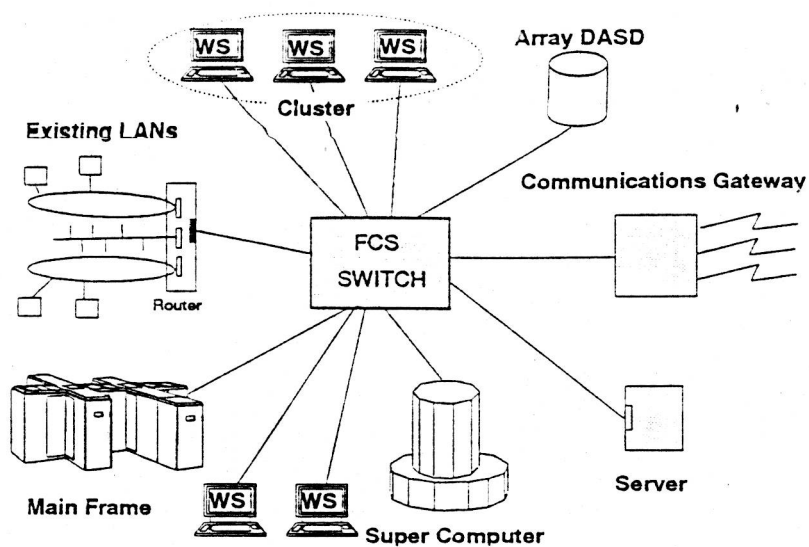 WS WS WS
Cluster
Array DASD
Existing LANs
Communications Gateway
FCS
SWITCH
Router
Main Frame
WS WS
Super Computer
Server